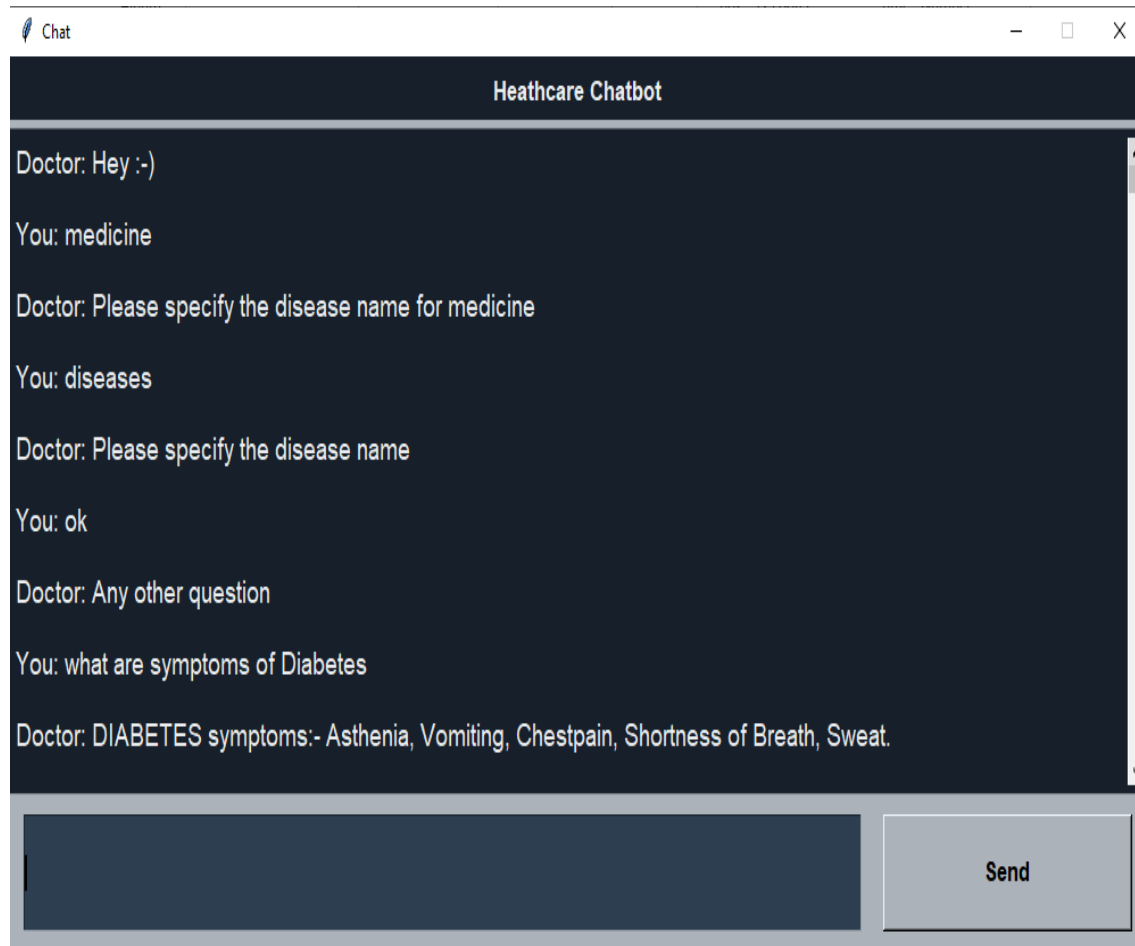 Chat
Heathcare Chatbot
Doctor: Hey :-)
You: medicine
Doctor: Please specify the disease name for medicine
You: diseases
Doctor: Please specify the disease name
You: ok
Doctor: Any other question
You: what are symptoms of Diabetes
Doctor: DIABETES symptoms:- Asthenia, Vomiting, Chestpain, Shortness of Breath, Sweat.
Send